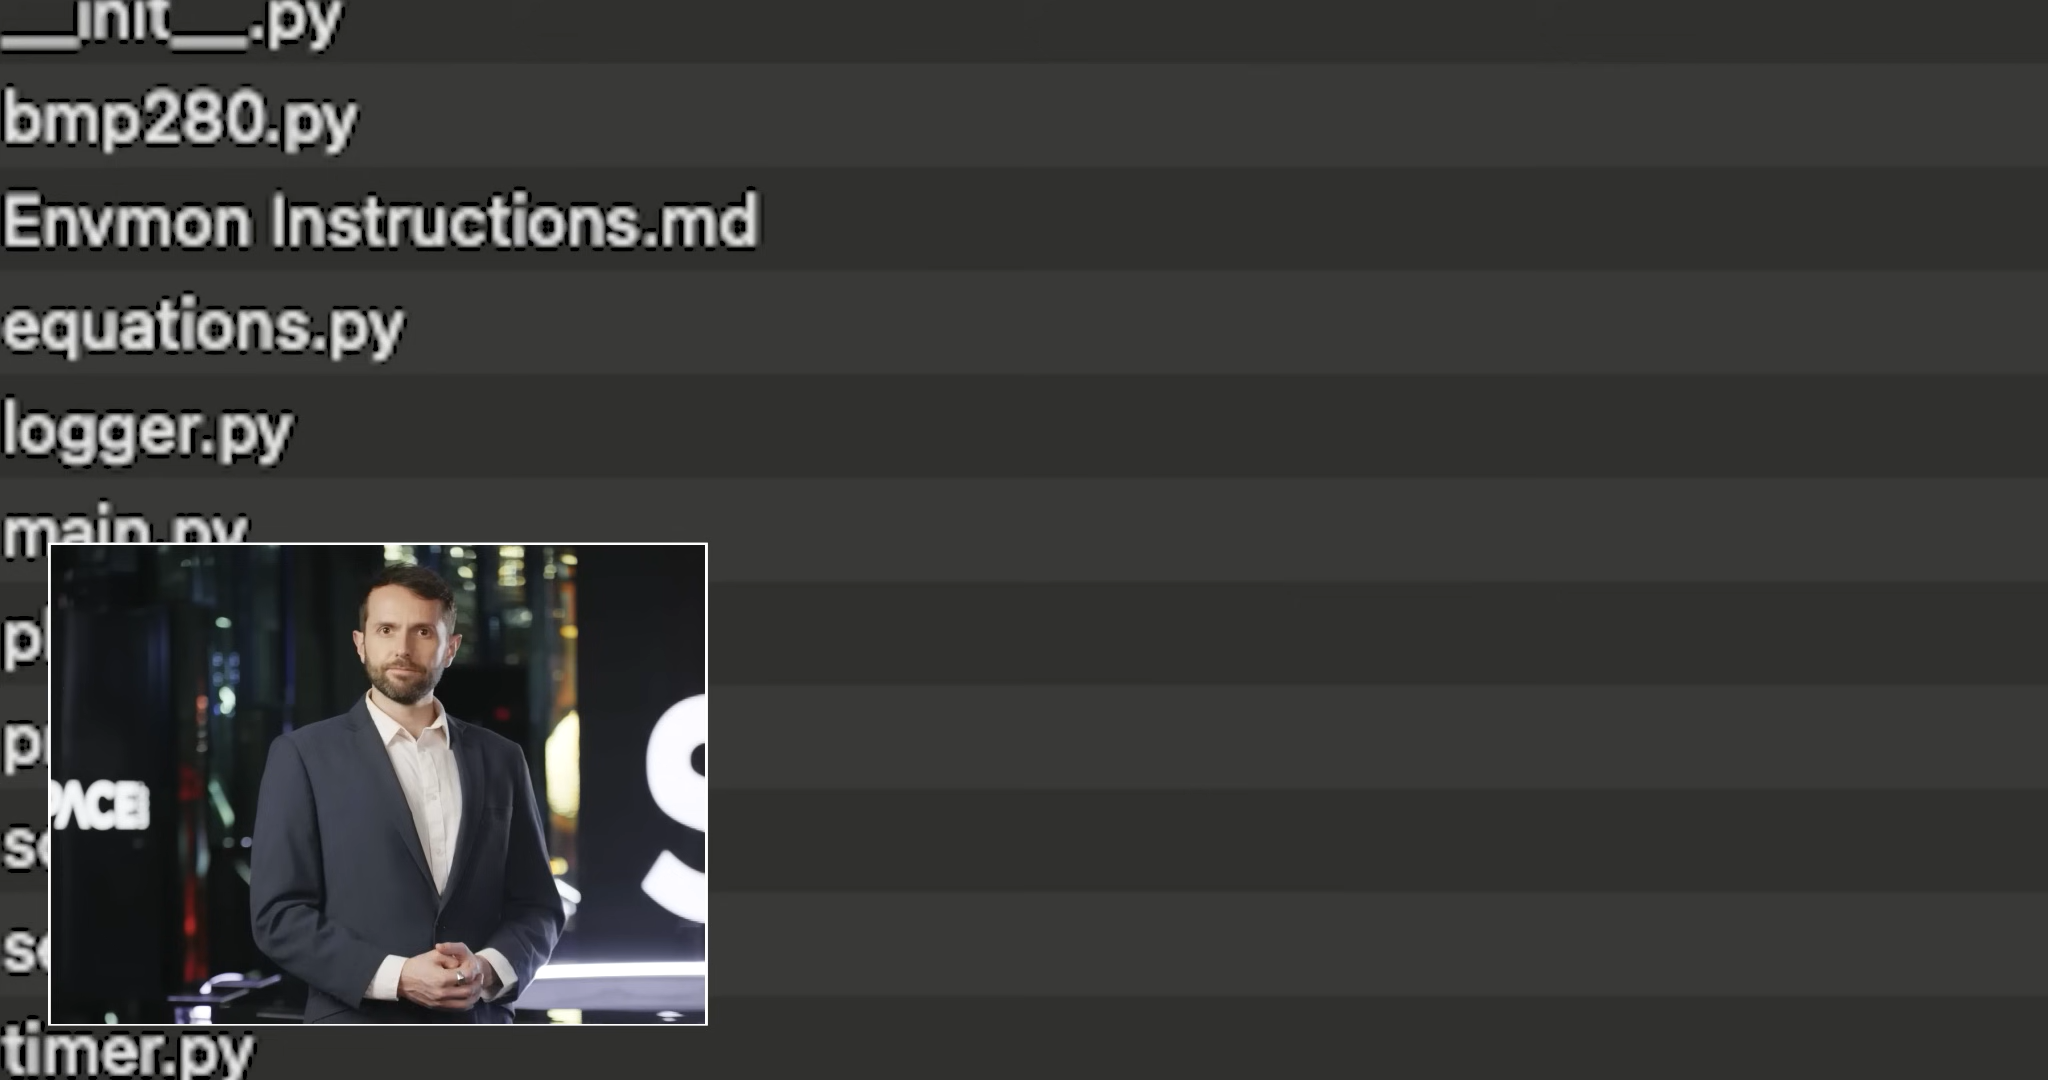 __init__.py
bmp280.py
Envmon Instructions.md
equations.py
logger.py
main.py
timer.py